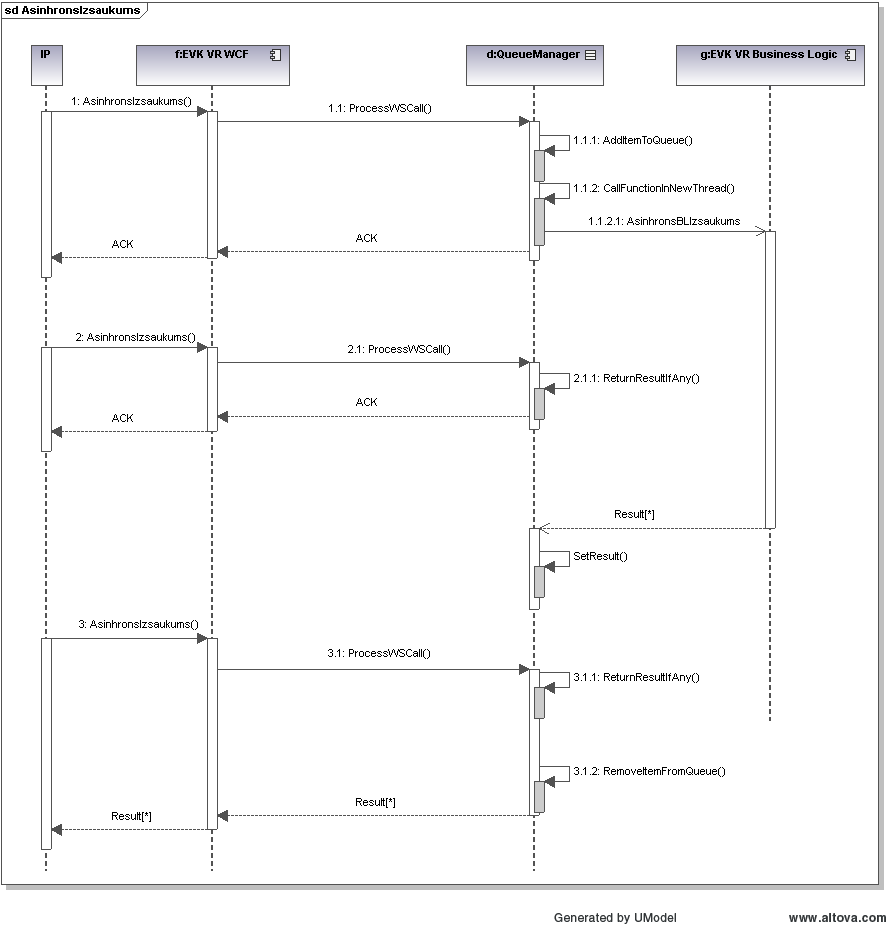 sd AsinhronsIzsaukums
IP
f:EVK VR WCF
d:QueueManager
g:EVK VR Business Logic
1: AsinhronsIzsaukums()
1.1: ProcessWSCall()
1.1.1: AddItemToQueue()
1.1.2: CallFunctionInNewThread()
1.1.2.1: AsinhronsBLIzsaukums
ACK
ACK
2: AsinhronsIzsaukums()
2.1: ProcessWSCall()
2.1.1: ReturnResultIfAny()
ACK
ACK
Result[*]
SetResult()
3: AsinhronsIzsaukums()
3.1: ProcessWSCall()
3.1.1: ReturnResultIfAny()
3.1.2: RemoveItemFromQueue()
Result[*]
Result[*]
Generated by UModel
www.altova.com